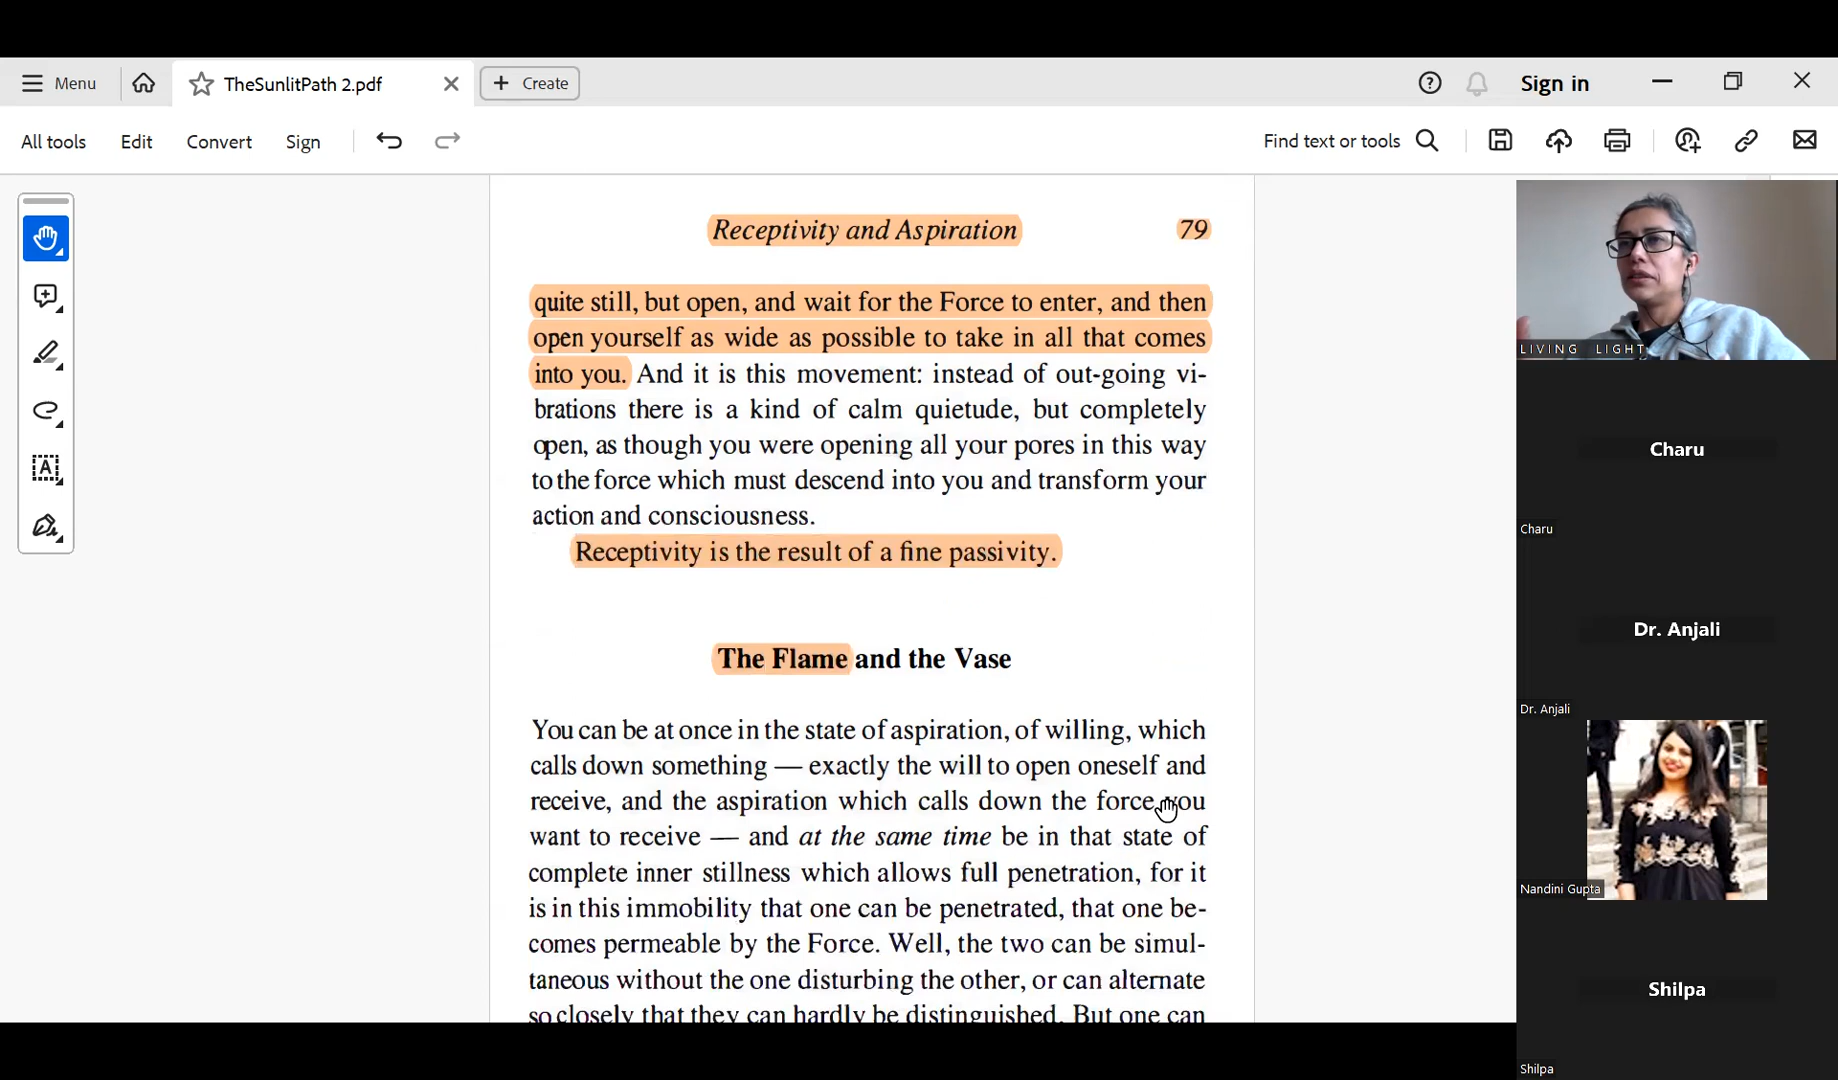 Menu
TheSunlitPath 2.pdf
Create
Sign in
All tools
Edit
Convert
Sign
Find text or tools
Receptivity and Aspiration 79
quite still, but open, and wait for the Force to enter, and then
open yourself as wide as possible to take in all that comes
into you. And it is this movement: instead of out-going vi-
brations there is a kind of calm quietude, but completely
open, as though you were opening all your pores in this way
to the force which must descend into you and transform your
action and consciousness.
Receptivity is the result of a fine passivity.
The Flame and the Vase
You can be at once in the state of aspiration, of willing, which
calls down something — exactly the will to open oneself and
receive, and the aspiration which calls down the force you
want to receive — and at the same time be in that state of
complete inner stillness which allows full penetration, for it
is in this immobility that one can be penetrated, that one be-
comes permeable by the Force. Well, the two can be simul-
taneous without the one disturbing the other, or can alternate
so closely that they can hardly be distinguished. But one can
LIVING LIGHT
Charu
Charu
Dr. Anjali
Dr. Anjali
Nandini Gupta
Shilpa
Shilpa